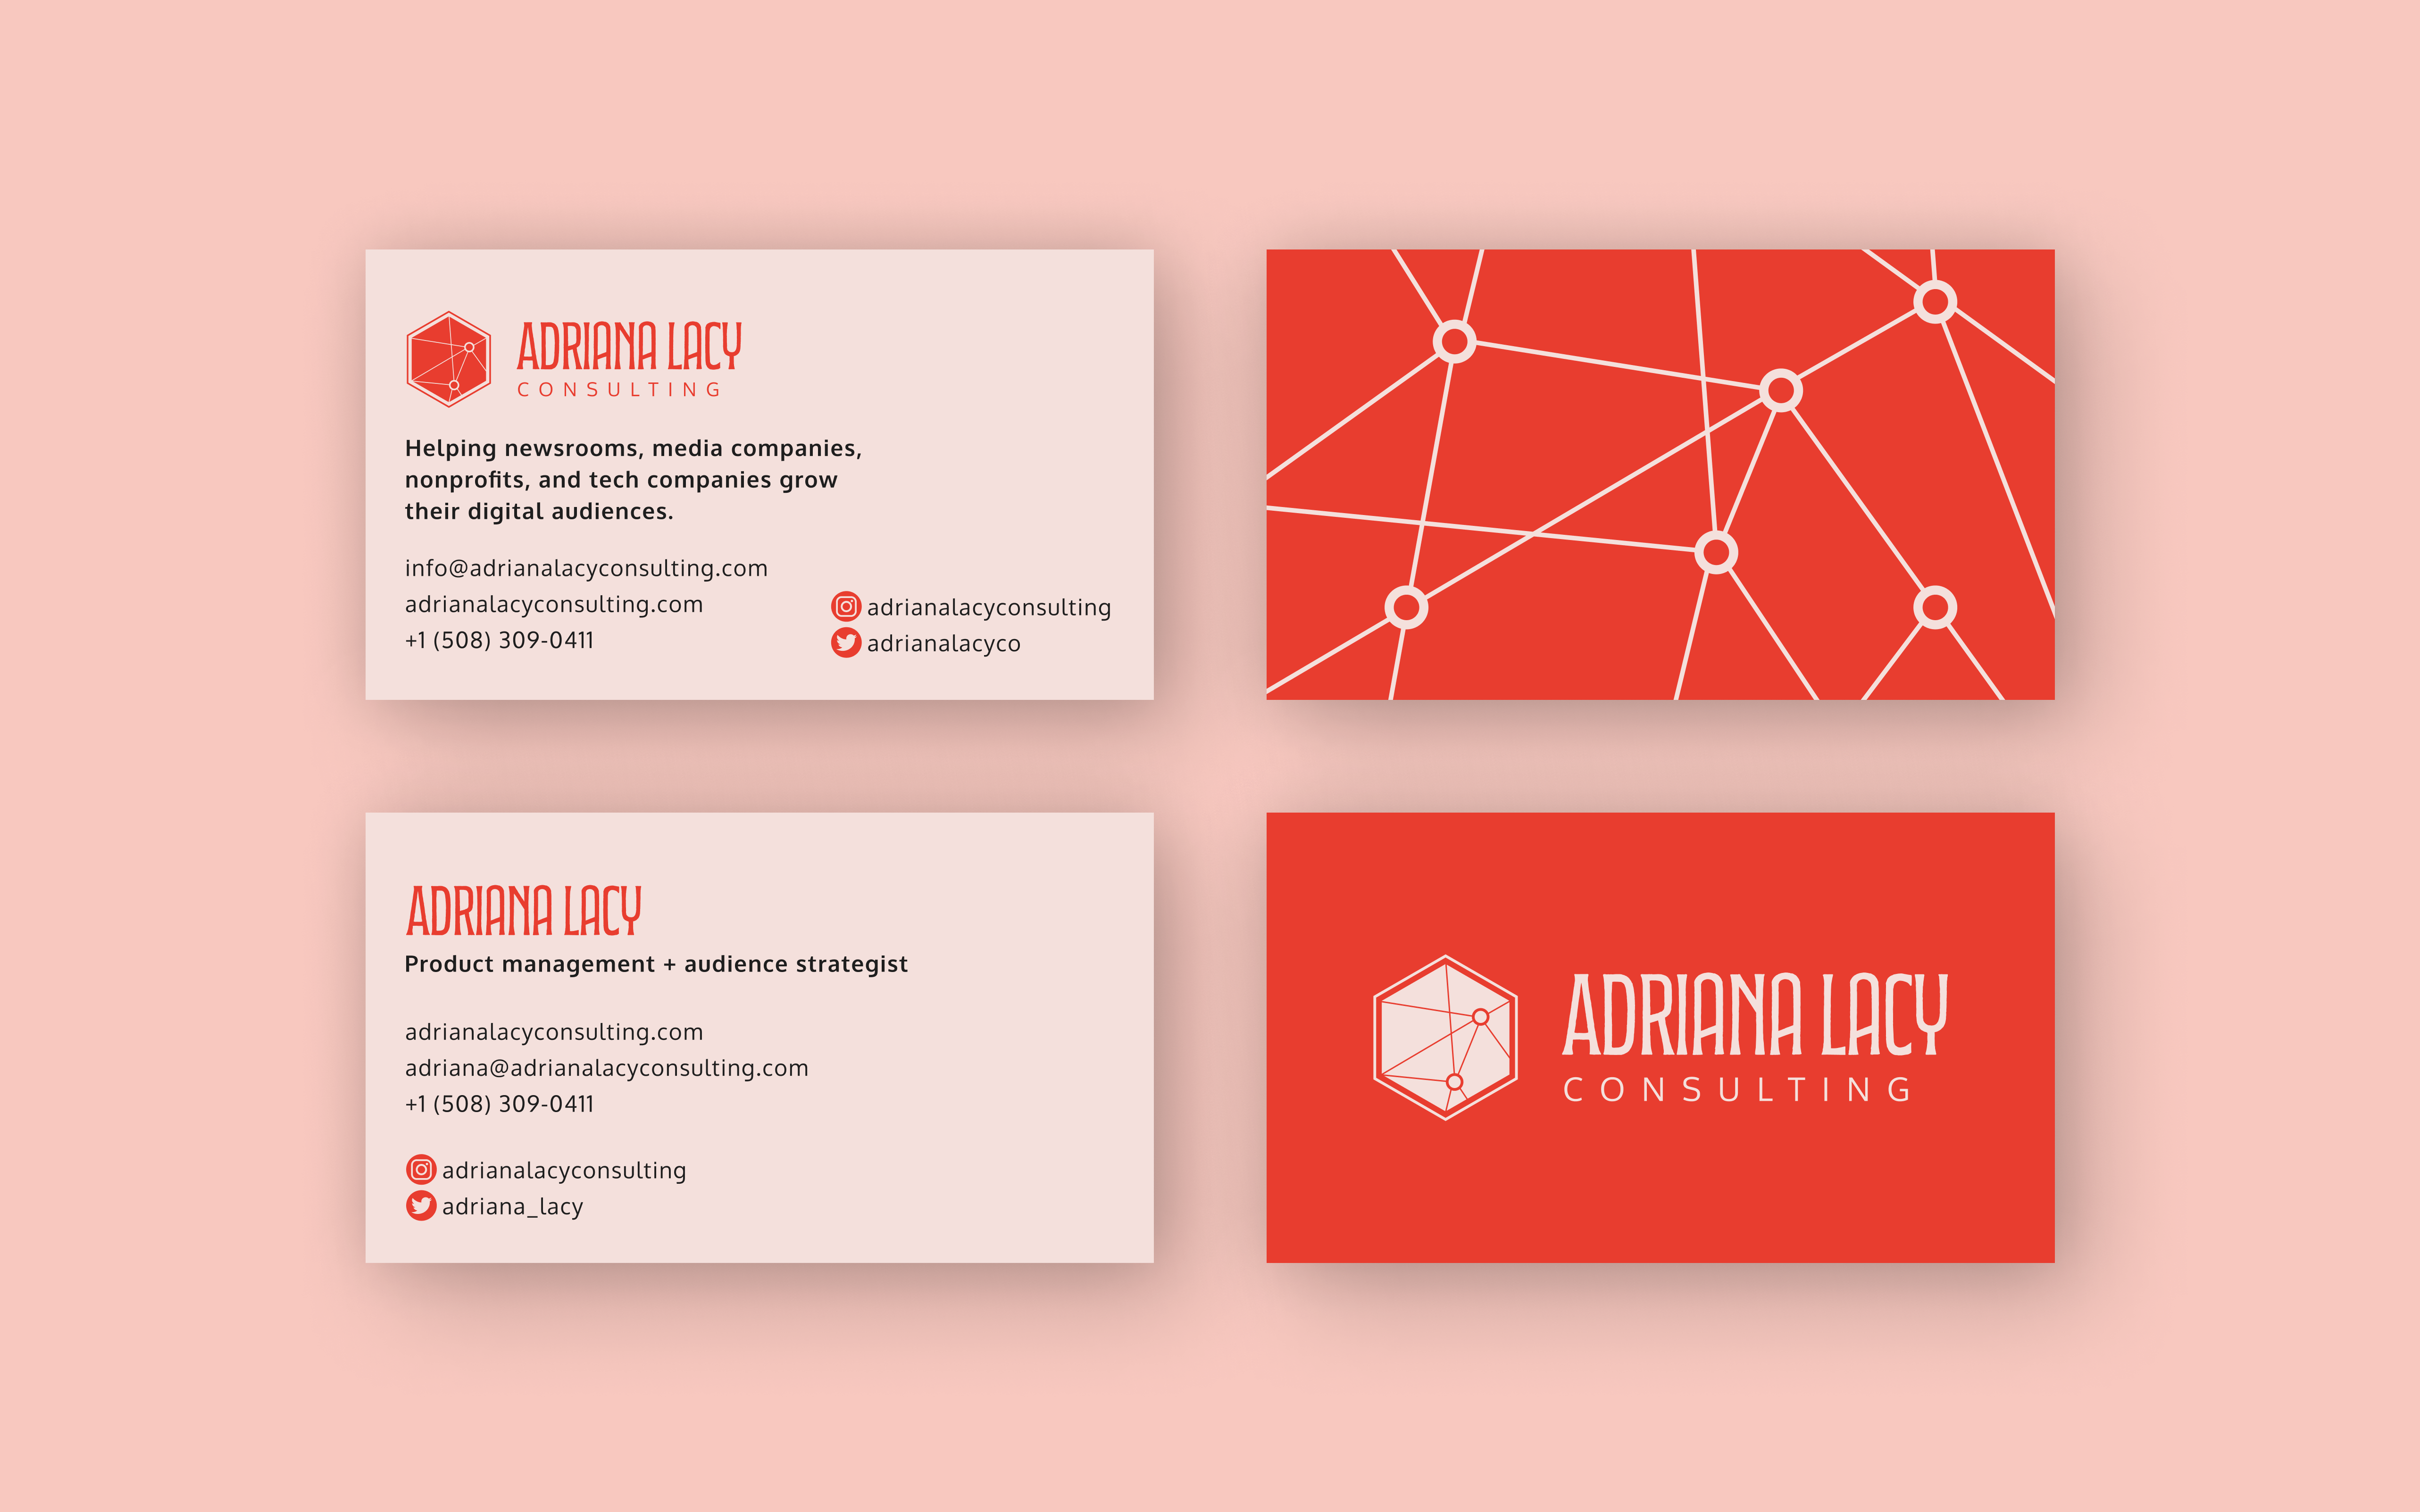 ADRIANA LACY
CONSULTING
Helping newsrooms, media companies,
nonprofits, and tech companies grow
their digital audiences.
info@adrianalacyconsulting.com
adrianalacyconsulting.com
+1 (508) 309-0411
adrianalacyconsulting
adrianalacyco
ADRIANA LACY
Product management + audience strategist
adrianalacyconsulting.com
adriana@adrianalacyconsulting.com
+1 (508) 309-0411
adrianalacyconsulting
adriana_lacy
ADRIANA LACY
CONSULTING